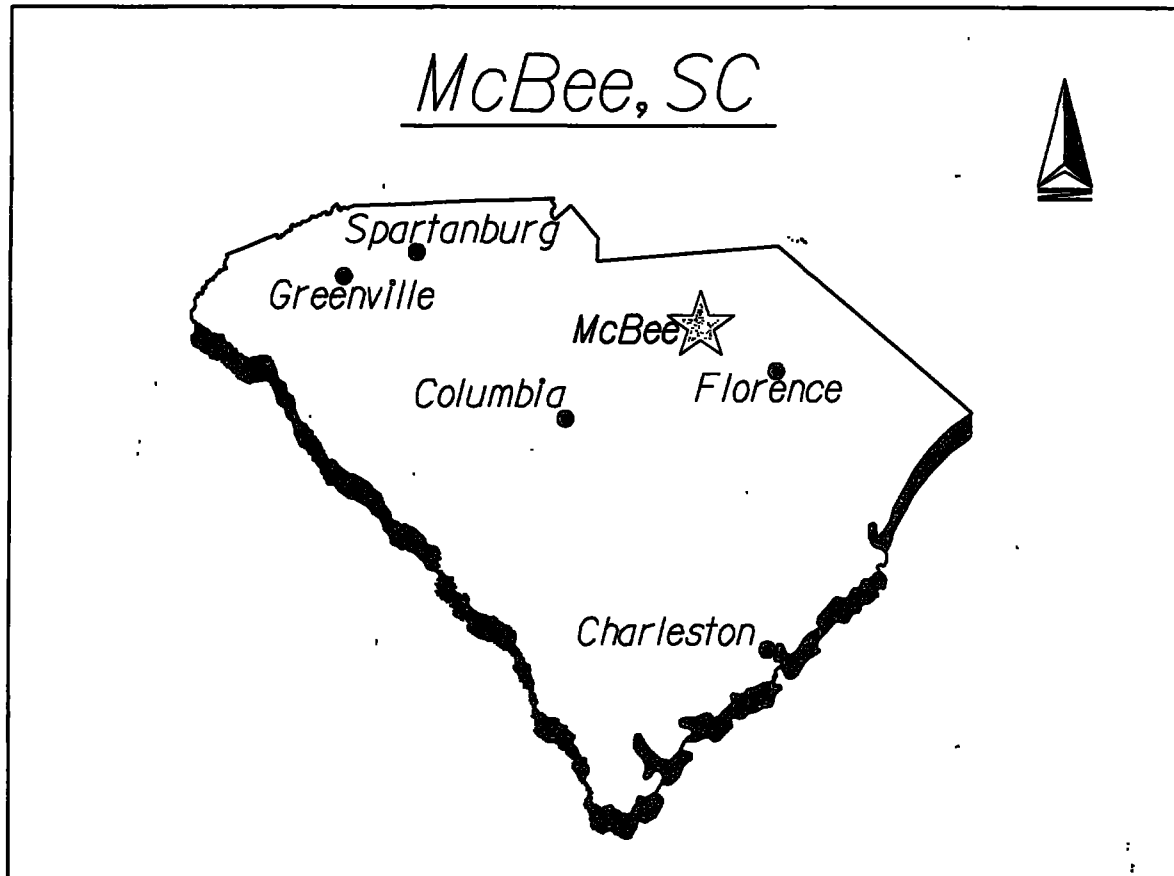 McBee, SC
Spartanburg
Greenville
McBee
Florence
Columbia
Charleston